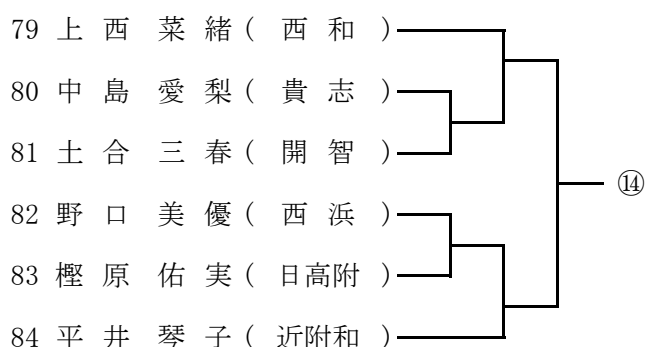 79 上 西 菜 緒 ( 西 和 )
80 中 島 愛 梨 ( 貴 志 )
81 土 合 三 春 ( 開 智 )
⑭
82 野 口 美 優 ( 西 浜 )
83 樫 原 佑 実 ( 日高附 )
84 平 井 琴 子 ( 近附和 )